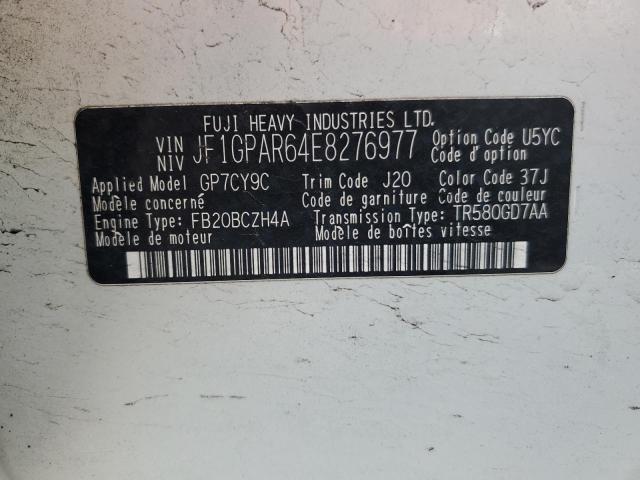 FUJI HEAVY INDUSTRIES LTD.
VIN NIV JF1GPAR64E8276977 Option Code U5YC
Code d'option
Applied Model GP7CY9C Trim Code J20 Color Code 37J
Modele concerné Code de garniture Code de couleur
Engine Type: FB20BCZH4A Transmission Type: TR580GD7AA
Modele de moteur Modele de boîtes vitesse